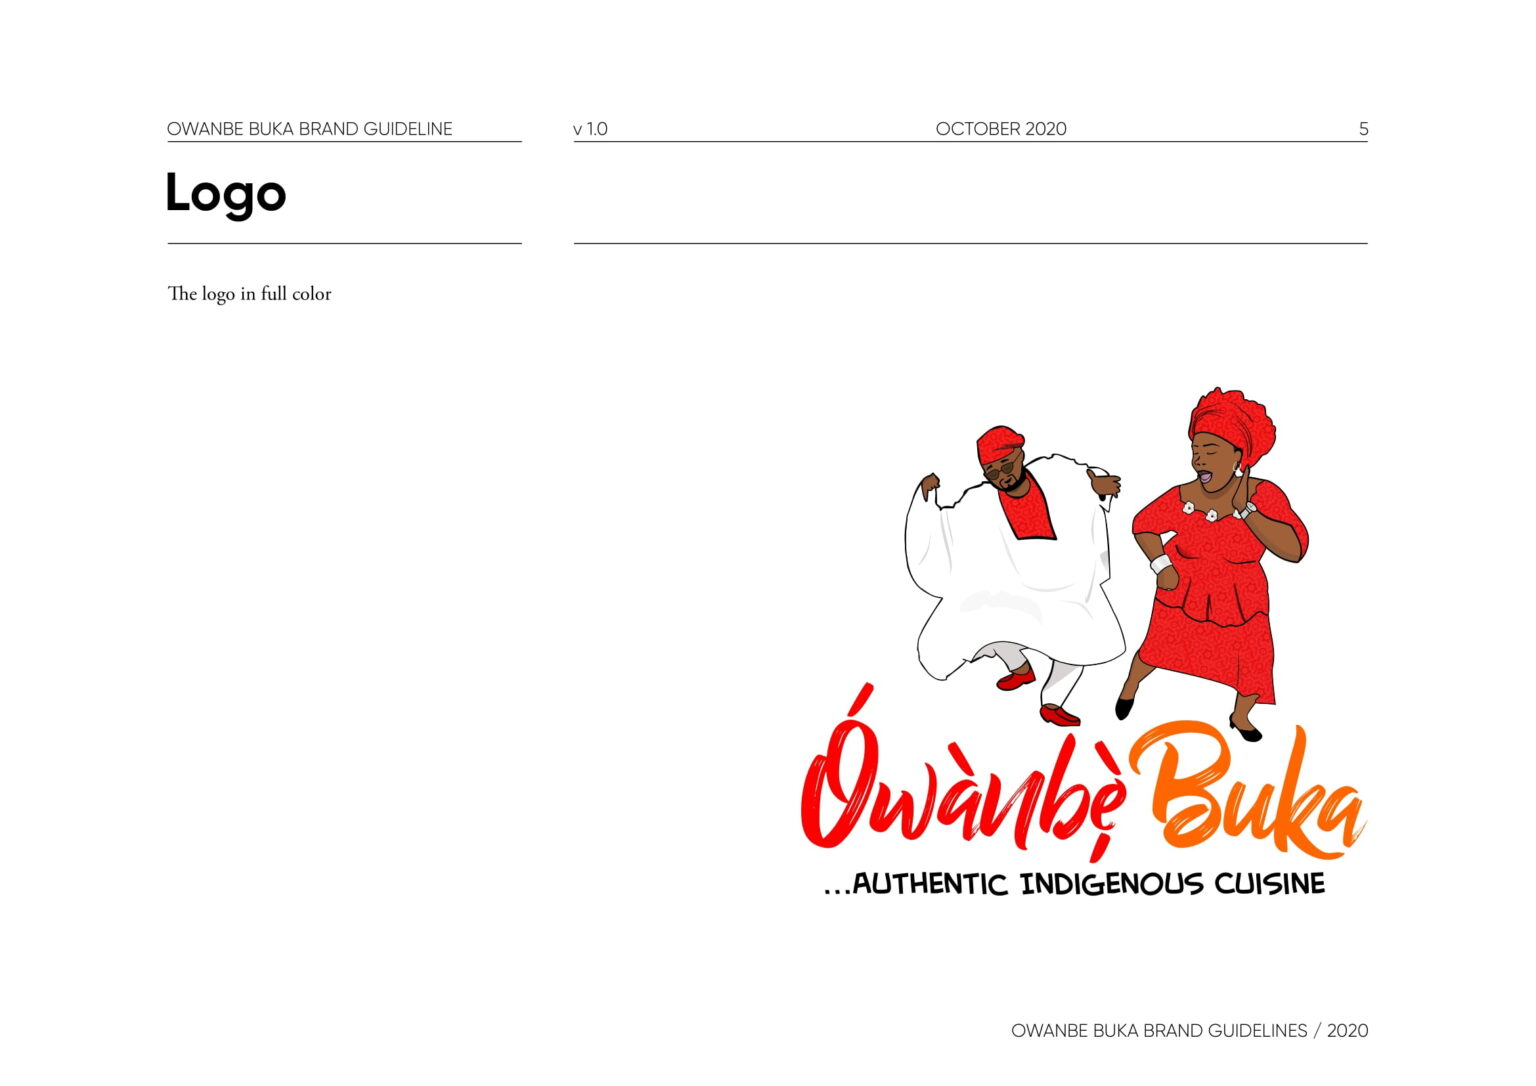 OWANBE BUKA BRAND GUIDELINE
v 1.0
OCTOBER 2020
5
Logo
The logo in full color
Ówànbẹ̀ Buka
...AUTHENTIC INDIGENOUS CUISINE
OWANBE BUKA BRAND GUIDELINES / 2020